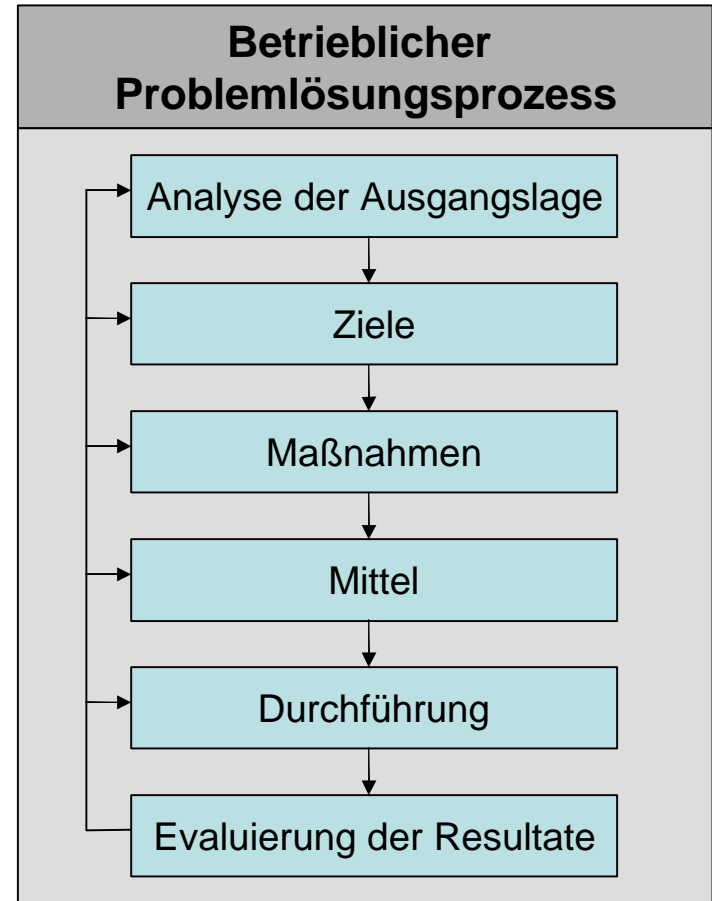 Betrieblicher
Problemlösungsprozess
Analyse der Ausgangslage
Ziele
Maßnahmen
Mittel
Durchführung
Evaluierung der Resultate